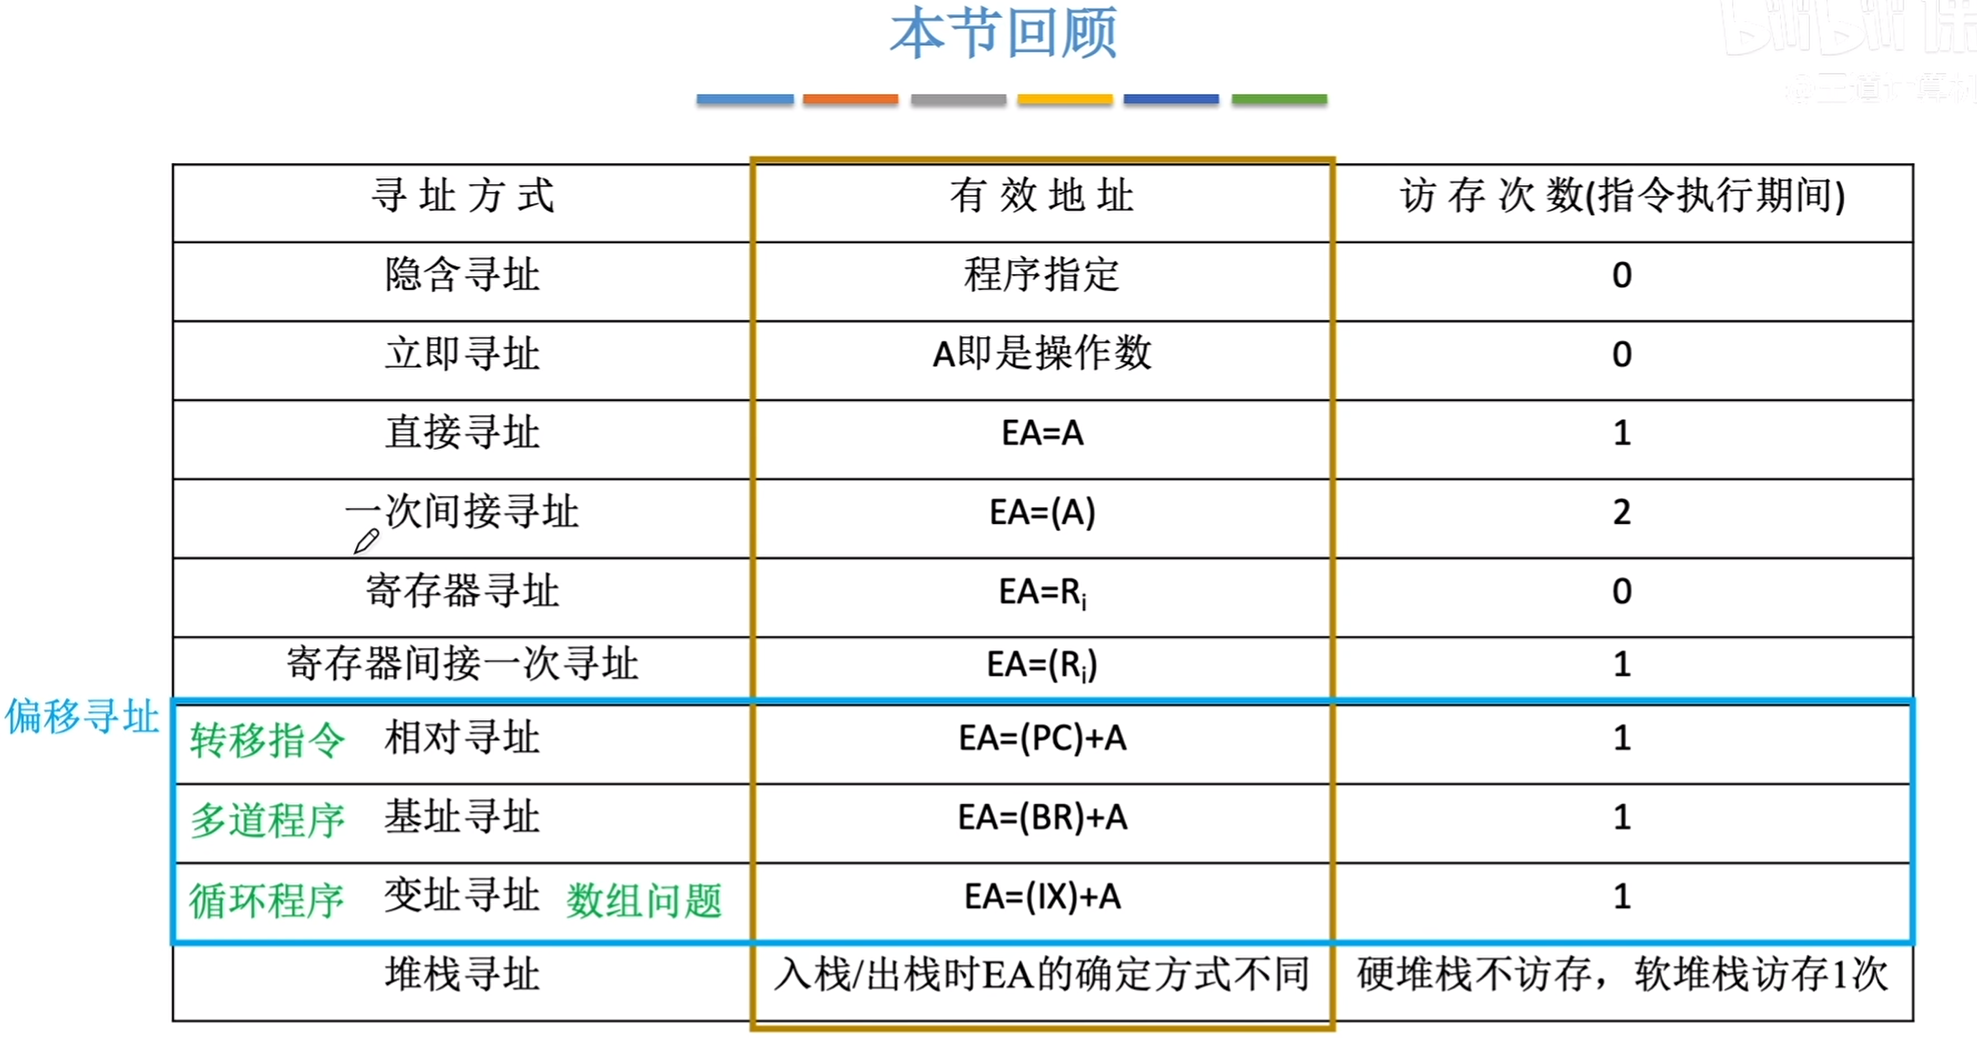 本节回顾
寻址方式 有效地址 访存次数(指令执行期间)
隐含寻址 程序指定 0
立即寻址 A即是操作数 0
直接寻址 EA=A 1
一次间接寻址 EA=(A) 2
寄存器寻址 EA=Ri 0
寄存器间接一次寻址 EA=(Ri) 1
偏移寻址
转移指令 相对寻址 EA=(PC)+A 1
多道程序 基址寻址 EA=(BR)+A 1
循环程序 变址寻址 数组问题 EA=(IX)+A 1
堆栈寻址 入栈/出栈时EA的确定方式不同 硬堆栈不访存，软堆栈访存1次